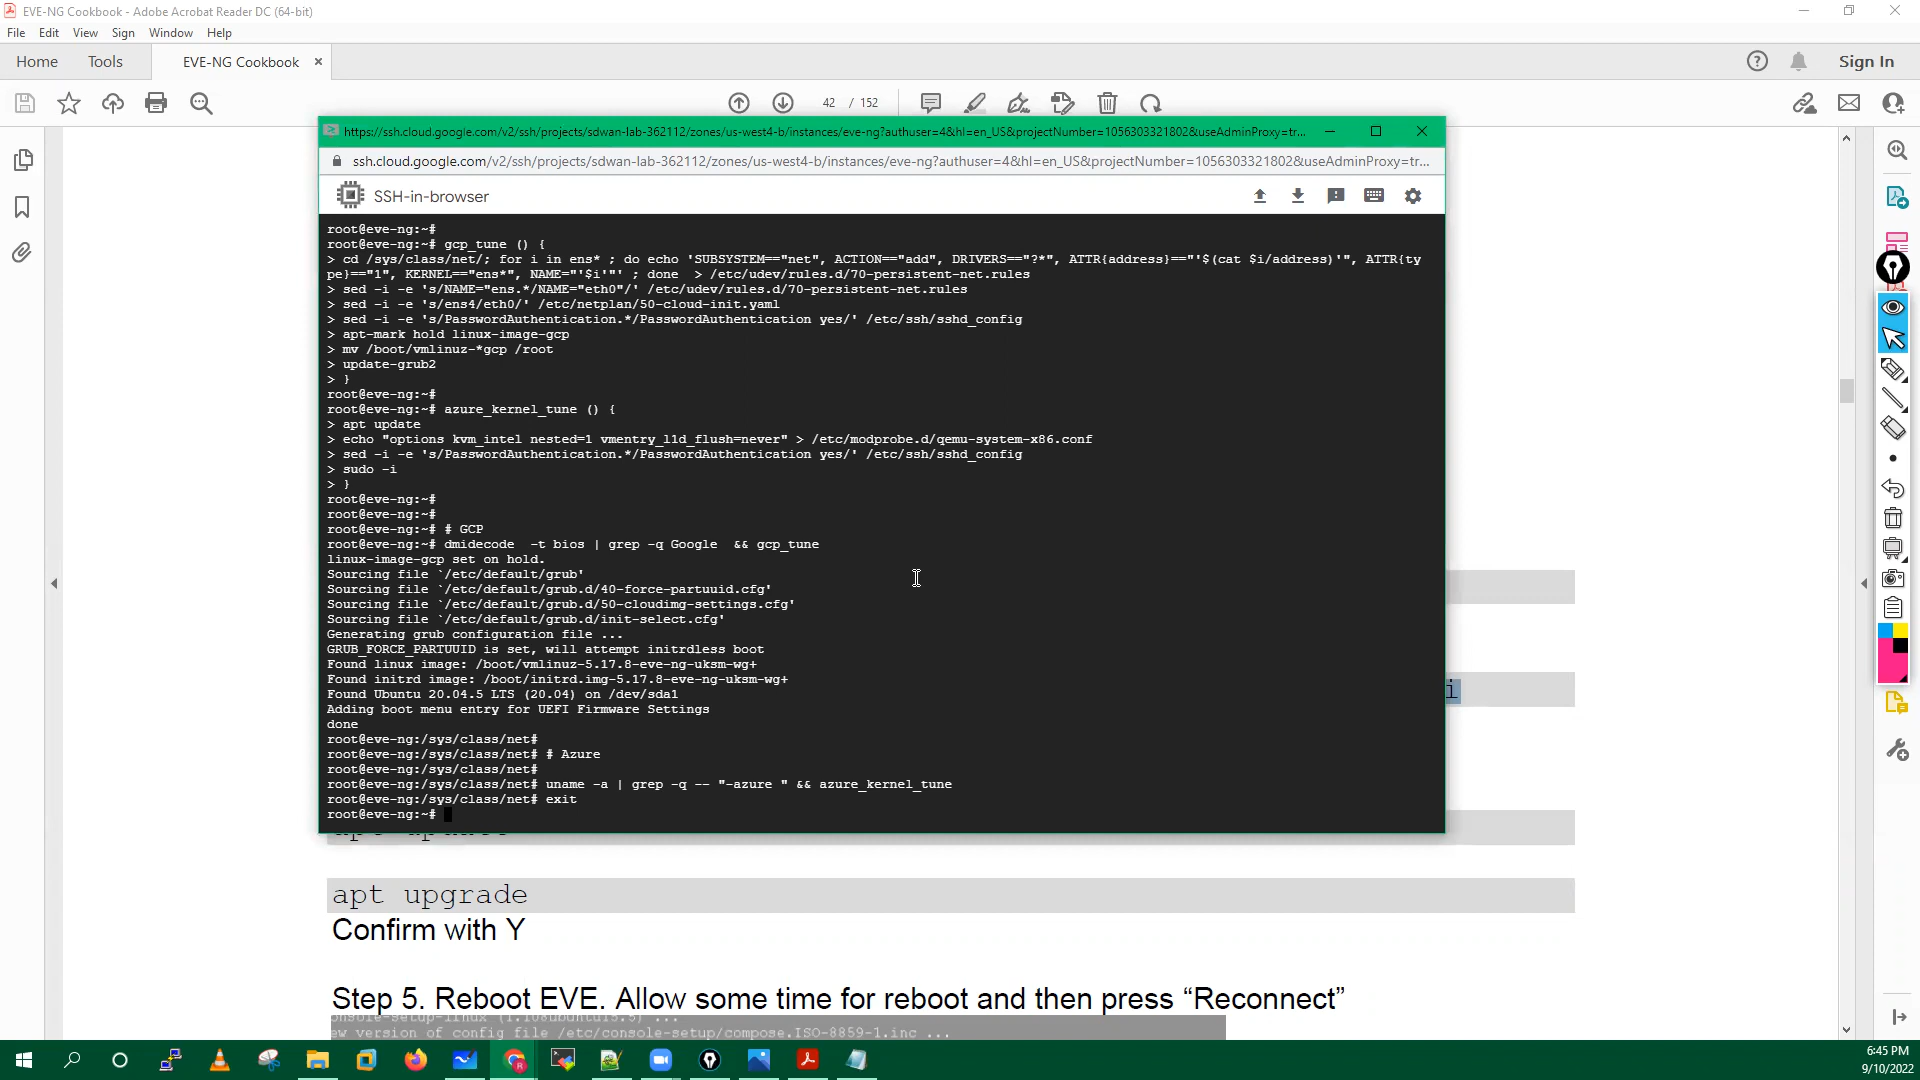 EVE-NG Cookbook - Adobe Acrobat Reader DC (64-bit)
File Edit View Sign Window Help
Home Tools EVE-NG Cookbook × Sign In
42 / 152
https://ssh.cloud.google.com/v2/ssh/projects/sdwan-lab-362112/zones/us-west4-b/instances/eve-ng?authuser=4&hl=en_US&projectNumber=1056303321802&useAdminProxy=tr...
ssh.cloud.google.com/v2/ssh/projects/sdwan-lab-362112/zones/us-west4-b/instances/eve-ng?authuser=4&hl=en_US&projectNumber=1056303321802&useAdminProxy=tr...
SSH-in-browser
root@eve-ng:~#
root@eve-ng:~# gcp_tune () {
> cd /sys/class/net/; for i in ens* ; do echo 'SUBSYSTEM=="net", ACTION=="add", DRIVERS=="?*", ATTR{address}=="'$(cat $i/address)'", ATTR{ty
pe}=="1", KERNEL=="ens*", NAME="'$i'"' ; done  > /etc/udev/rules.d/70-persistent-net.rules
> sed -i -e 's/NAME="ens.*/NAME="eth0"/' /etc/udev/rules.d/70-persistent-net.rules
> sed -i -e 's/ens4/eth0/' /etc/netplan/50-cloud-init.yaml
> sed -i -e 's/PasswordAuthentication.*/PasswordAuthentication yes/' /etc/ssh/sshd_config
> apt-mark hold linux-image-gcp
> mv /boot/vmlinuz-*gcp /root
> update-grub2
> }
root@eve-ng:~#
root@eve-ng:~# azure_kernel_tune () {
> apt update
> echo "options kvm_intel nested=1 vmentry_l1d_flush=never" > /etc/modprobe.d/qemu-system-x86.conf
> sed -i -e 's/PasswordAuthentication.*/PasswordAuthentication yes/' /etc/ssh/sshd_config
> sudo -i
> }
root@eve-ng:~#
root@eve-ng:~#
root@eve-ng:~# # GCP
root@eve-ng:~# dmidecode  -t bios | grep -q Google  && gcp_tune
linux-image-gcp set on hold.
Sourcing file `/etc/default/grub'
Sourcing file `/etc/default/grub.d/40-force-partuuid.cfg'
Sourcing file `/etc/default/grub.d/50-cloudimg-settings.cfg'
Sourcing file `/etc/default/grub.d/init-select.cfg'
Generating grub configuration file ...
GRUB_FORCE_PARTUUID is set, will attempt initrdless boot
Found linux image: /boot/vmlinuz-5.17.8-eve-ng-uksm-wg+
Found initrd image: /boot/initrd.img-5.17.8-eve-ng-uksm-wg+
Found Ubuntu 20.04.5 LTS (20.04) on /dev/sda1
Adding boot menu entry for UEFI Firmware Settings
done
root@eve-ng:/sys/class/net#
root@eve-ng:/sys/class/net# # Azure
root@eve-ng:/sys/class/net#
root@eve-ng:/sys/class/net# uname -a | grep -q -- "-azure " && azure_kernel_tune
root@eve-ng:/sys/class/net# exit
root@eve-ng:~#
i
apt upgrade
Confirm with Y
Step 5. Reboot EVE. Allow some time for reboot and then press “Reconnect”
ew version of config file /etc/console-setup/compose.ISO-8859-1.inc ...
6:45 PM
9/10/2022